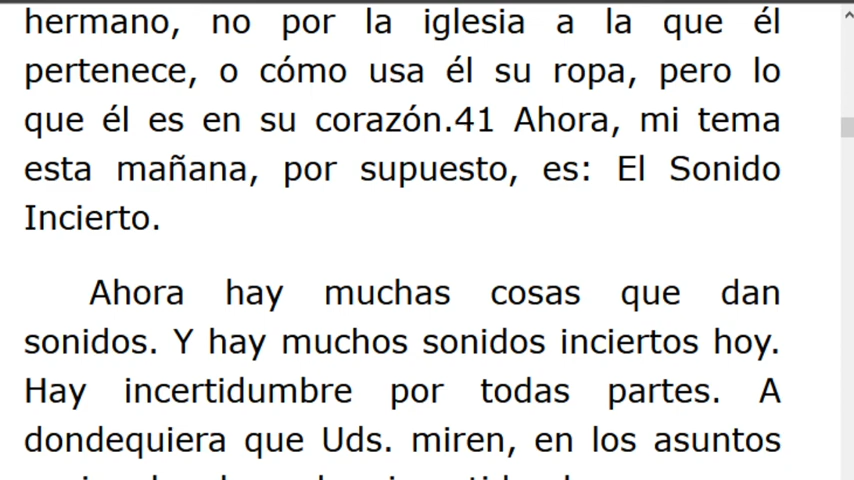 hermano, no por la iglesia a la que él
pertenece, o cómo usa él su ropa, pero lo
que él es en su corazón.41 Ahora, mi tema
esta mañana, por supuesto, es: El Sonido
Incierto.
Ahora hay muchas cosas que dan
sonidos. Y hay muchos sonidos inciertos hoy.
Hay incertidumbre por todas partes. A
dondequiera que Uds. miren, en los asuntos